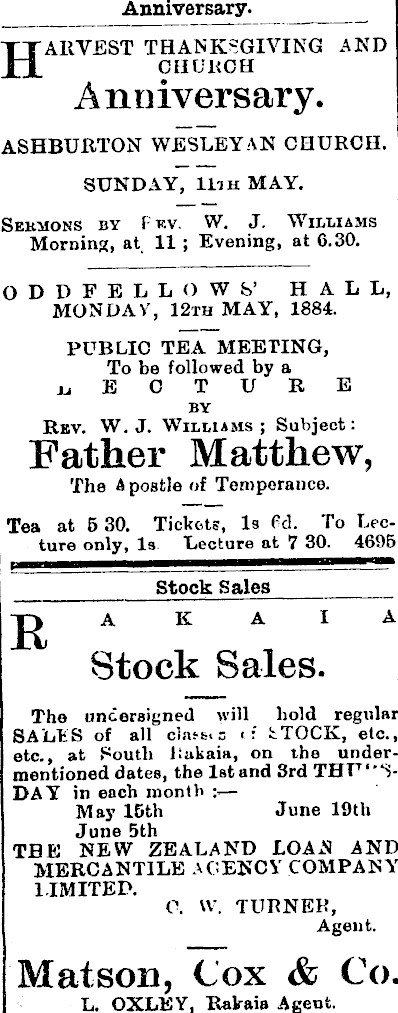 Anniversary.
HARVEST THANKSGIVING AND
CHURCH
Anniversary.
ASHBURTON WESLEYAN CHURCH.
SUNDAY, 11TH MAY.
SERMONS BY REV. W. J. WILLIAMS
Morning, at 11 ; Evening, at 6.30.
ODDFELLOWS' HALL,
MONDAY, 12TH MAY, 1884.
PUBLIC TEA MEETING,
To be followed by a
LECTURE
BY
REV. W. J. WILLIAMS ; Subject :
Father Matthew,
The Apostle of Temperance.
Tea at 5 30. Tickets, 1s 6d. To Lec-
ture only, 1s Lecture at 7 30. 4695
Stock Sales
RAKAIA
Stock Sales.
The undersigned will hold regular
SALES of all classes of STOCK, etc.,
etc., at South Rakaia, on the under-
mentioned dates, the 1st and 3rd THURS-
DAY in each month :—
May 15th June 19th
June 5th
THE NEW ZEALAND LOAN AND
MERCANTILE AGENCY COMPANY
LIMITED.
C. W. TURNER,
Agent.
Matson, Cox & Co.
L. OXLEY, Rakaia Agent.